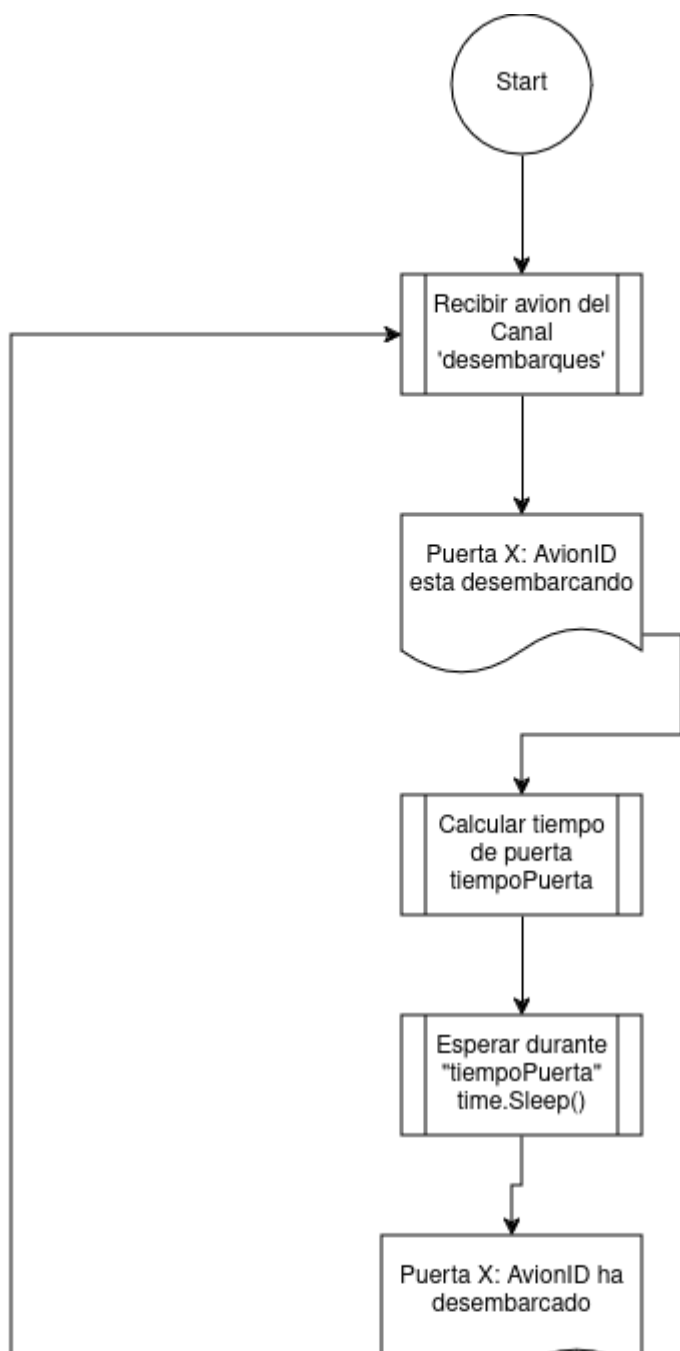 Start
Recibir avion del
Canal
'desembarques'
Puerta X: AvionID
esta desembarcando
Calcular tiempo
de puerta
tiempoPuerta
Esperar durante
"tiempoPuerta"
time.Sleep()
Puerta X: AvionID ha
desembarcado